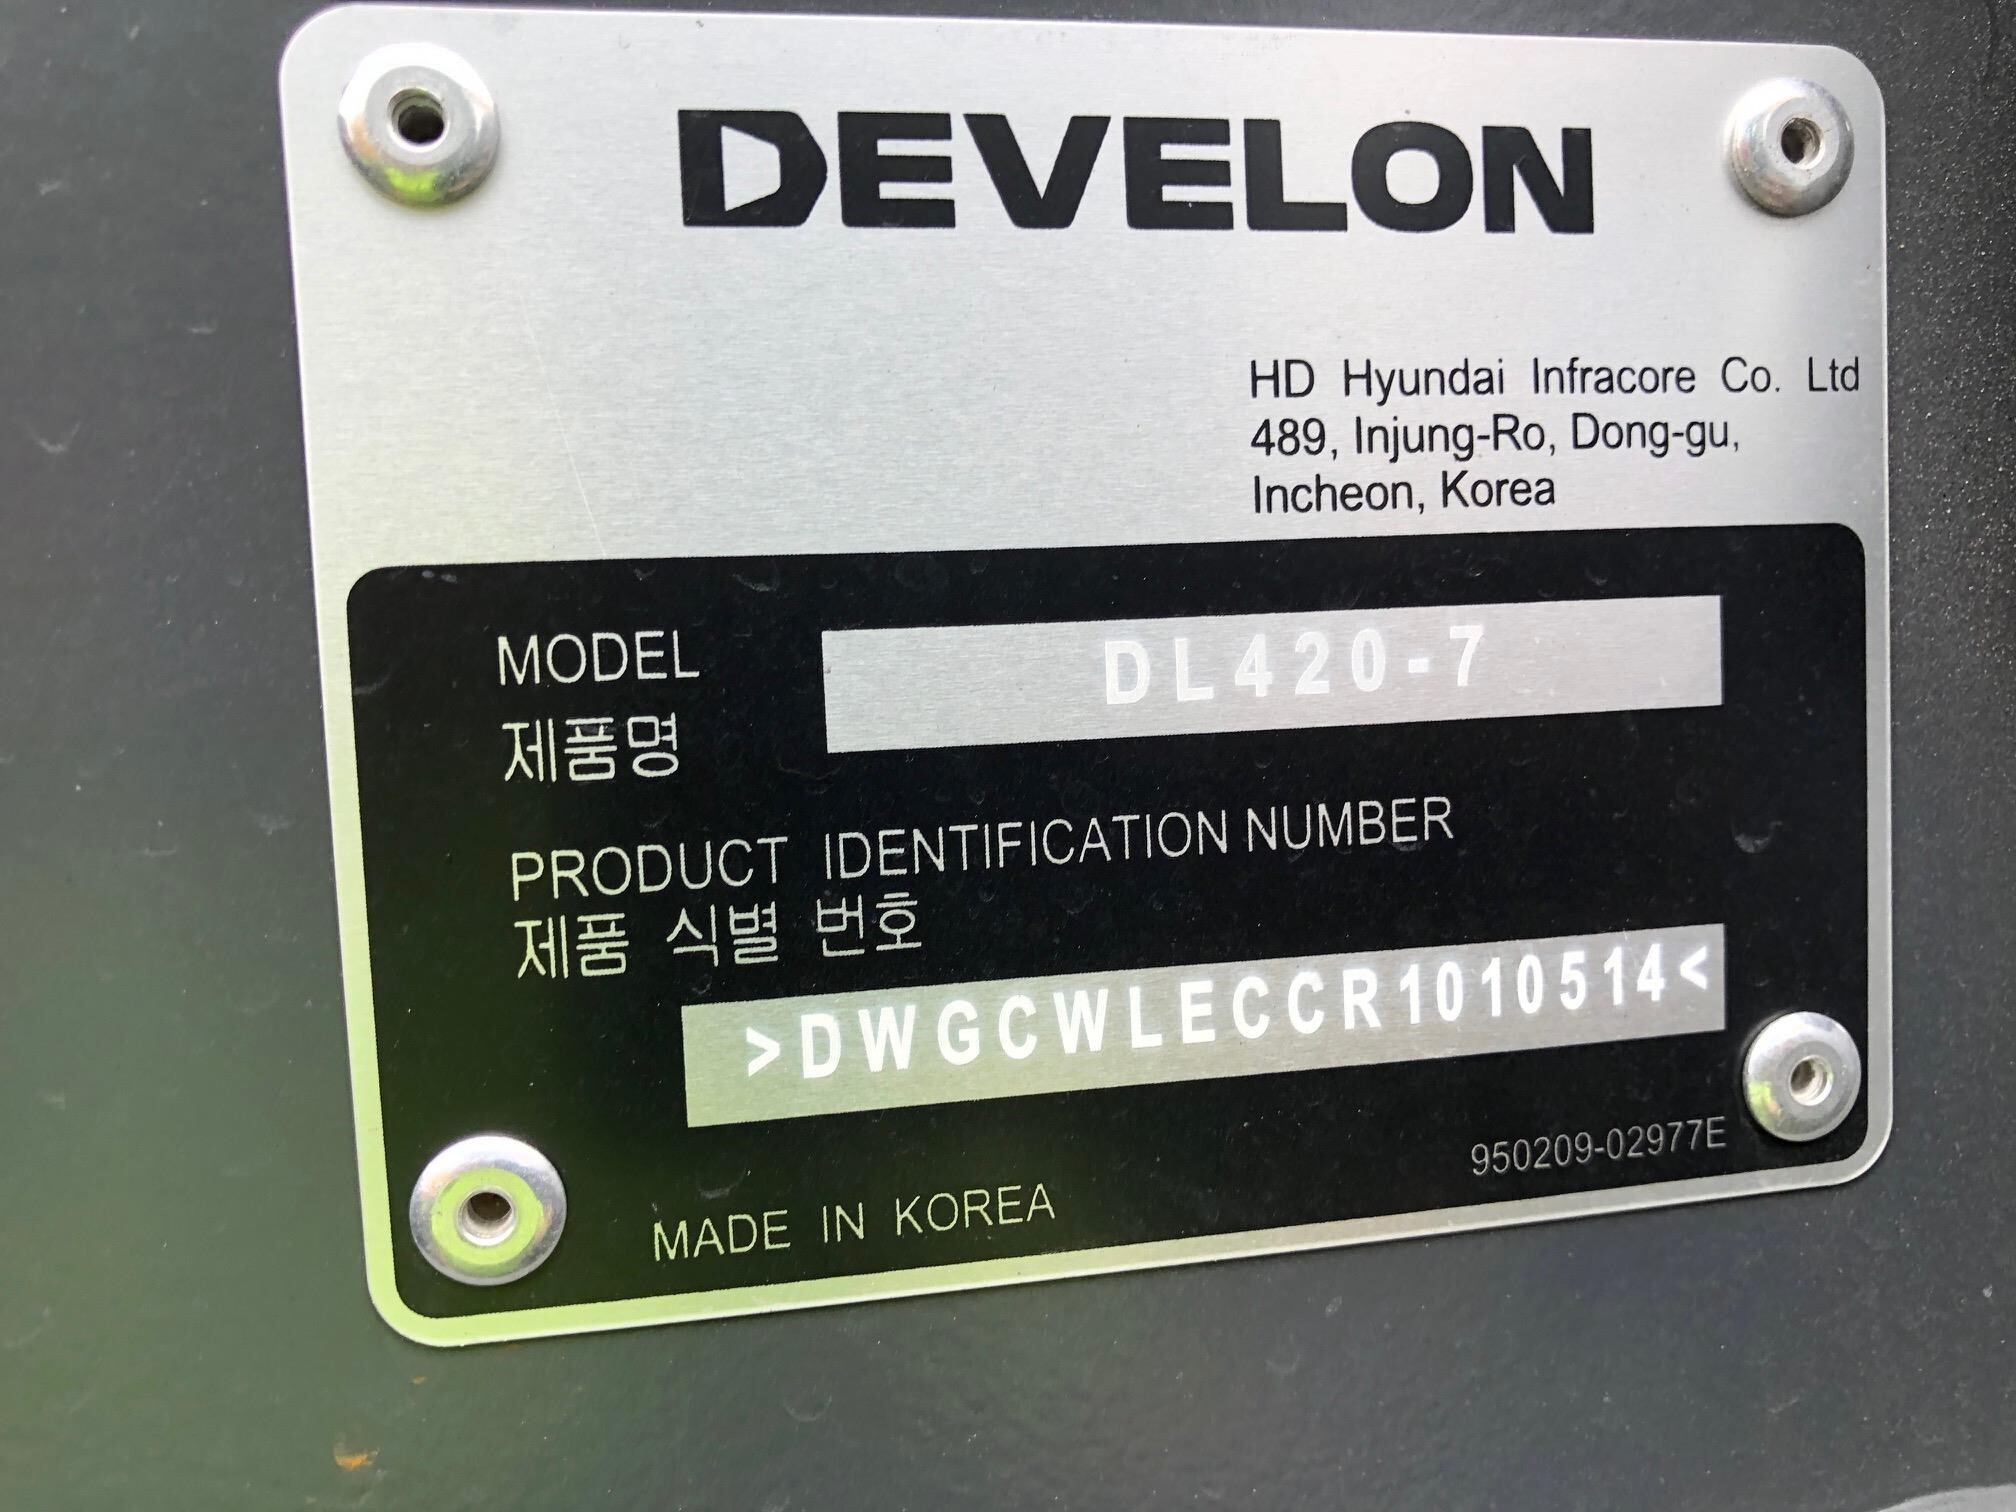 DEVELON
HD Hyundai Infracore Co. Ltd
489, Injung-Ro, Dong-gu,
Incheon, Korea
MODEL DL420-7
제품명
PRODUCT IDENTIFICATION NUMBER
제품 식별 번호
>DWGCWLECCR1010514<
950209-02977E
MADE IN KOREA